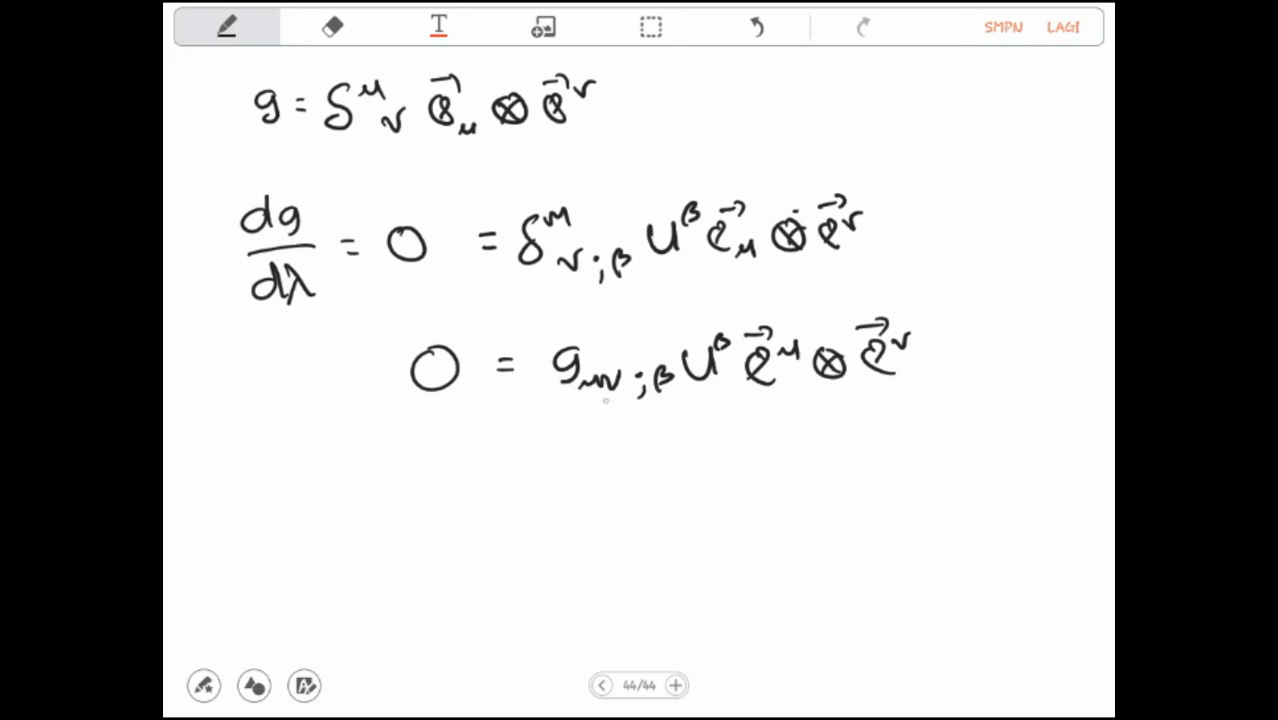 T SMPN LAGI
g = δ^μ_ν e⃗_μ ⊗ e⃗^ν
dg/dλ = 0 = δ^μ_ν;β U^β e⃗_μ ⊗ e⃗^ν
0 = g_μν;β U^β e⃗^μ ⊗ e⃗^ν
44/44